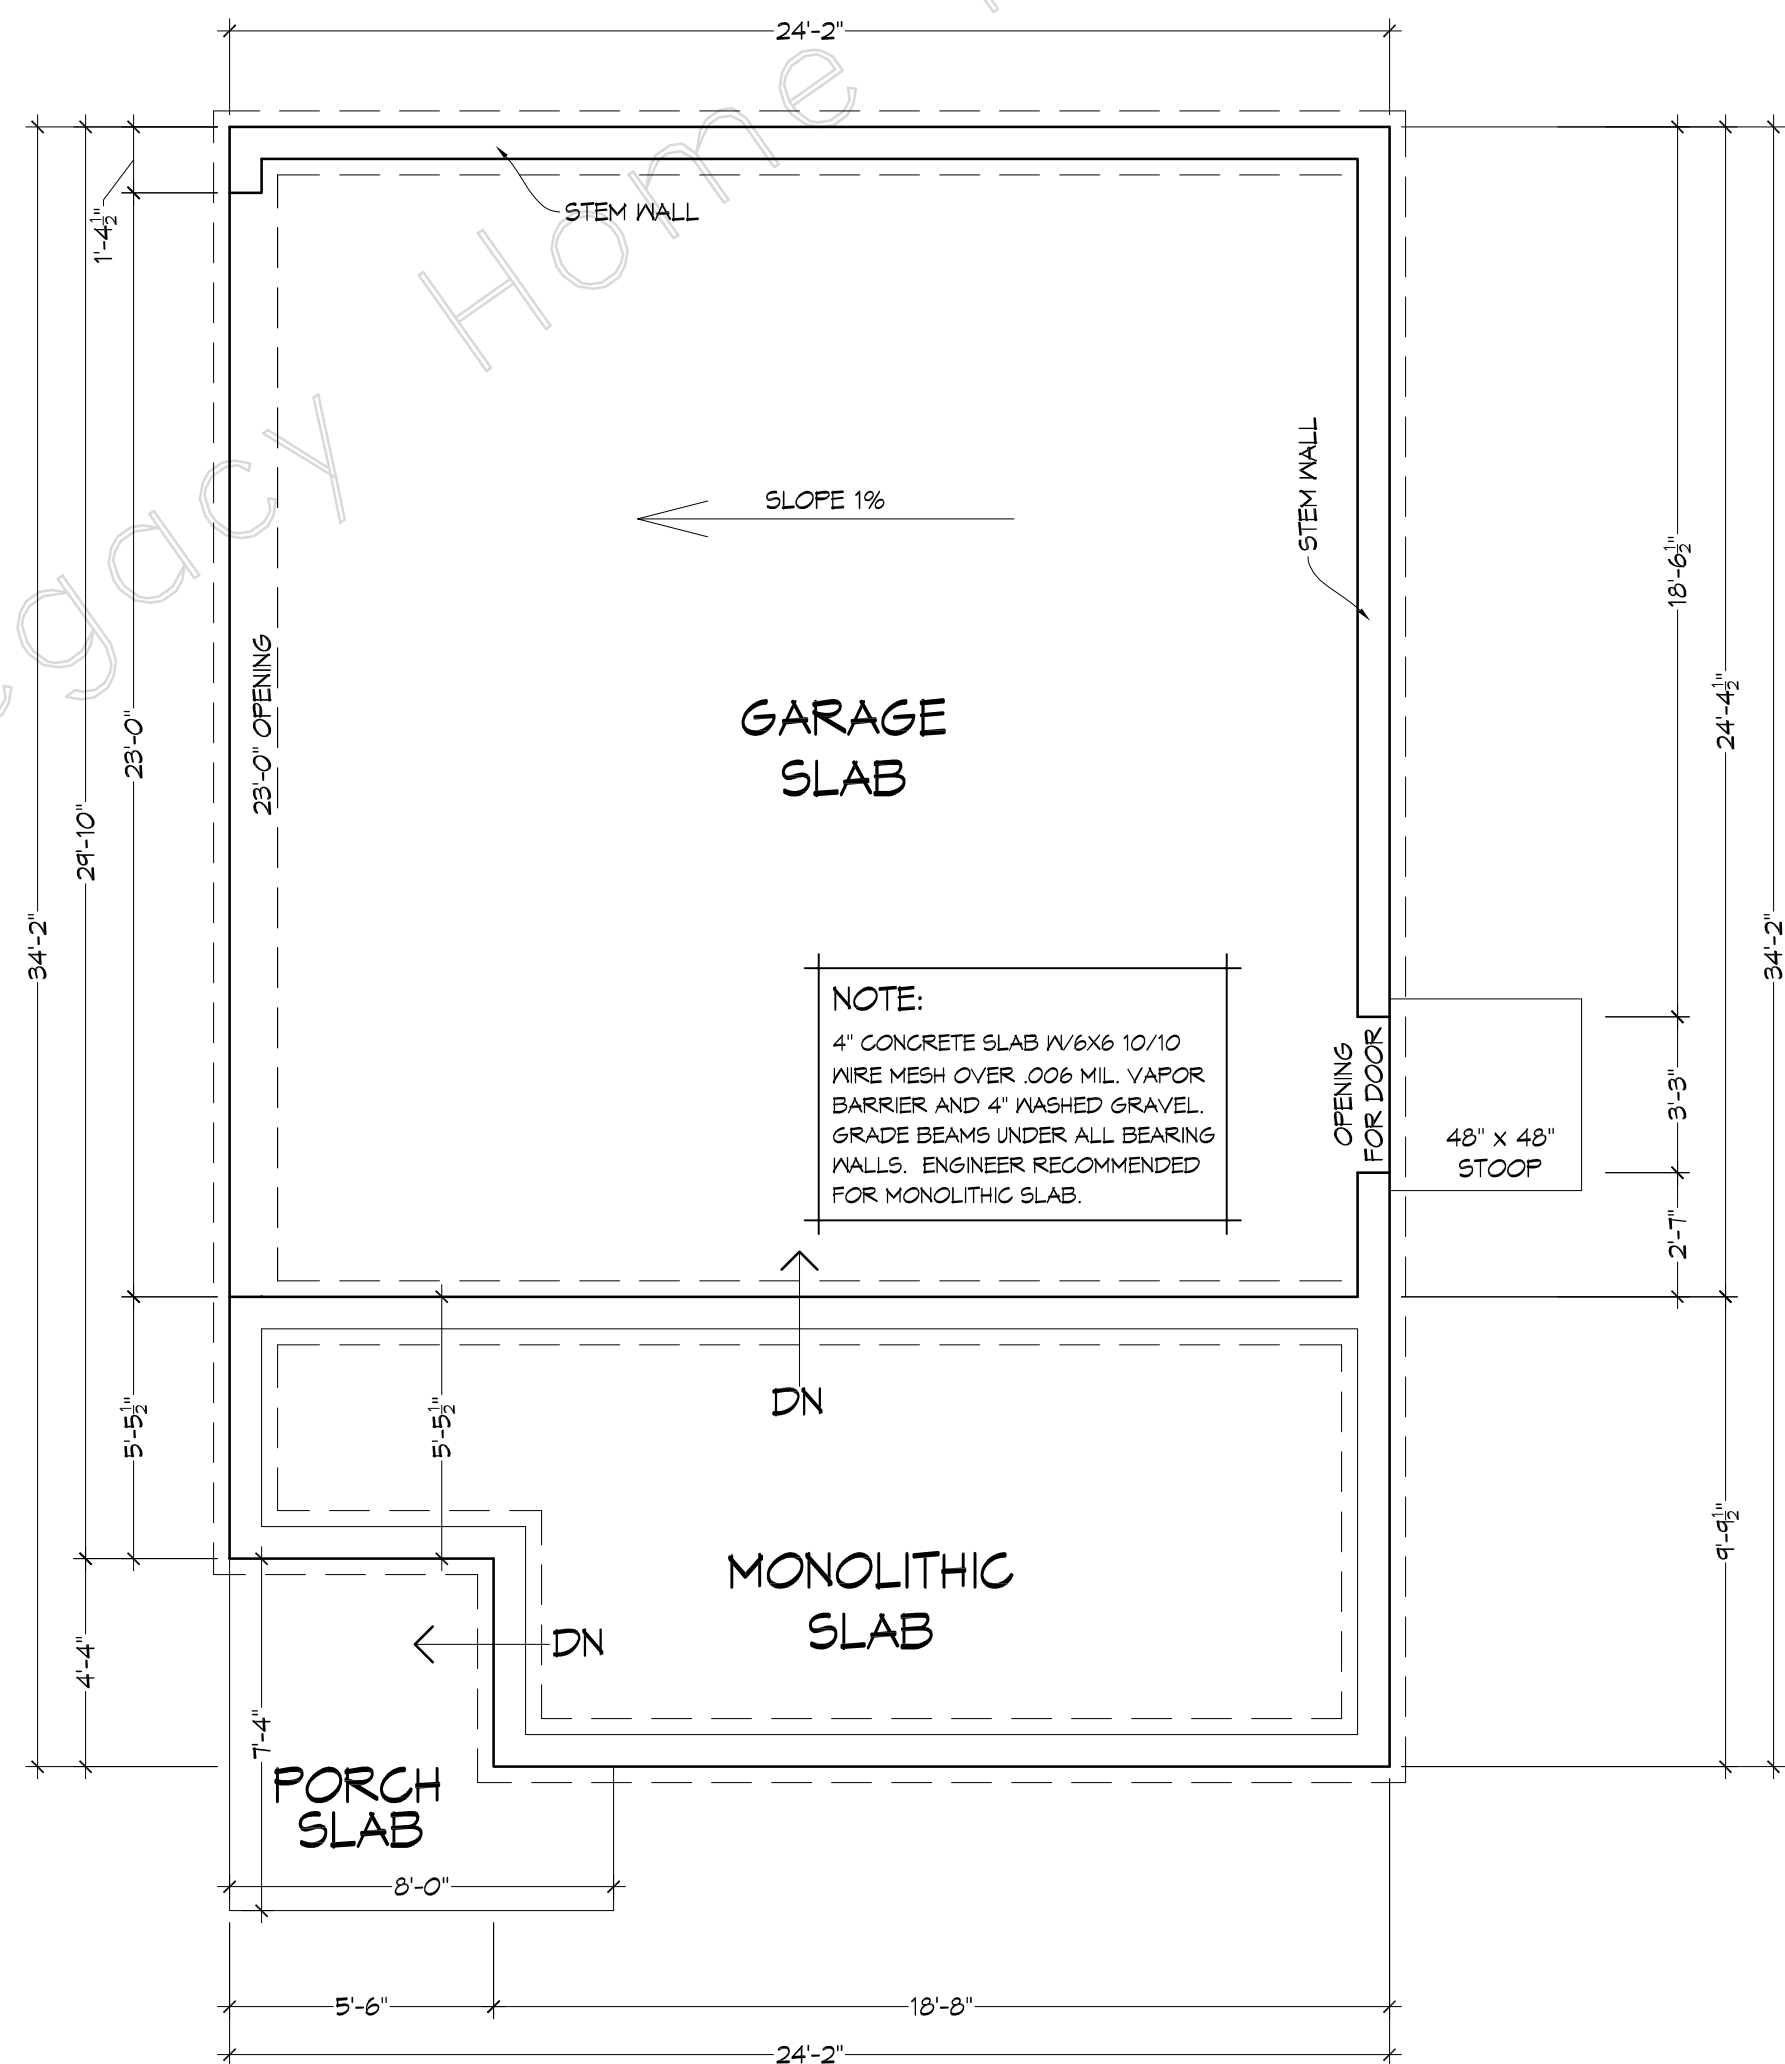 24'-2"
Legacy Home
1'-4½"
STEM WALL
SLOPE 1%
STEM WALL
18'-6½"
24'-4½"
34'-2"
23'-0" OPENING
23'-0"
29'-10"
34'-2"
GARAGE
SLAB
NOTE:
4" CONCRETE SLAB W/6X6 10/10
WIRE MESH OVER .006 MIL. VAPOR
BARRIER AND 4" WASHED GRAVEL.
GRADE BEAMS UNDER ALL BEARING
WALLS. ENGINEER RECOMMENDED
FOR MONOLITHIC SLAB.
OPENING
FOR DOOR
48" X 48"
STOOP
3'-3"
2'-7"
DN
5'-5½"
5'-5½"
9'-9½"
MONOLITHIC
SLAB
DN
4'-4"
7'-4"
PORCH
SLAB
8'-0"
5'-6"
18'-8"
24'-2"